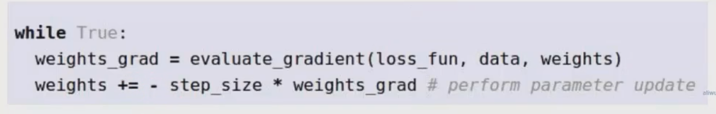 while True:
  weights_grad = evaluate_gradient(loss_fun, data, weights)
  weights += - step_size * weights_grad # perform parameter update